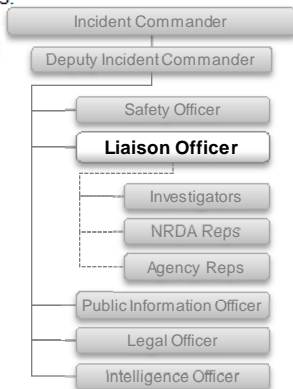 s.
Incident Commander
Deputy Incident Commander
Safety Officer
Liaison Officer
Investigators
NRDA Reps
Agency Reps
Public Information Officer
Legal Officer
Intelligence Officer